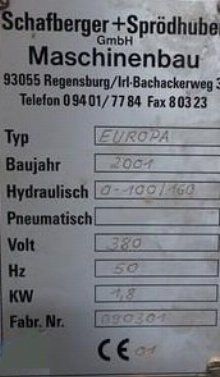 Schafberger+Sprödhube
GmbH
Maschinenbau
93055 Regensburg/Irl-Bachackerweg 3
Telefon 0 94 01/77 84 Fax 8 03 23
Typ EUROPA
Baujahr 2001
Hydraulisch 0-100/160
Pneumatisch
Volt 380
Hz 50
KW 1,8
Fabr. Nr. 090301
CE 01